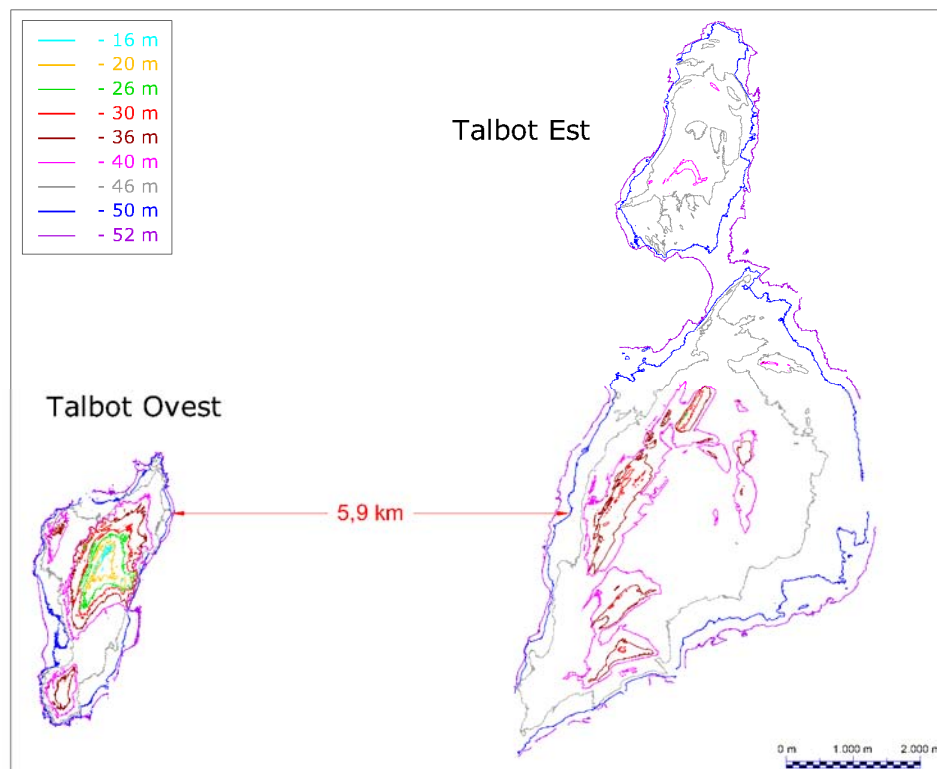 - 16 m
- 20 m
- 26 m
- 30 m
- 36 m
- 40 m
- 46 m
- 50 m
- 52 m
Talbot Est
Talbot Ovest
5,9 km
0 m 1.000 m 2.000 m